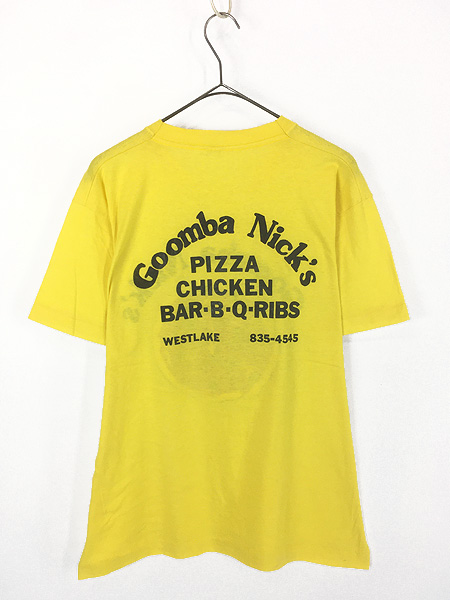 Goomba Nick's
PIZZA
CHICKEN
BAR-B-Q-RIBS
WESTLAKE 835-4545